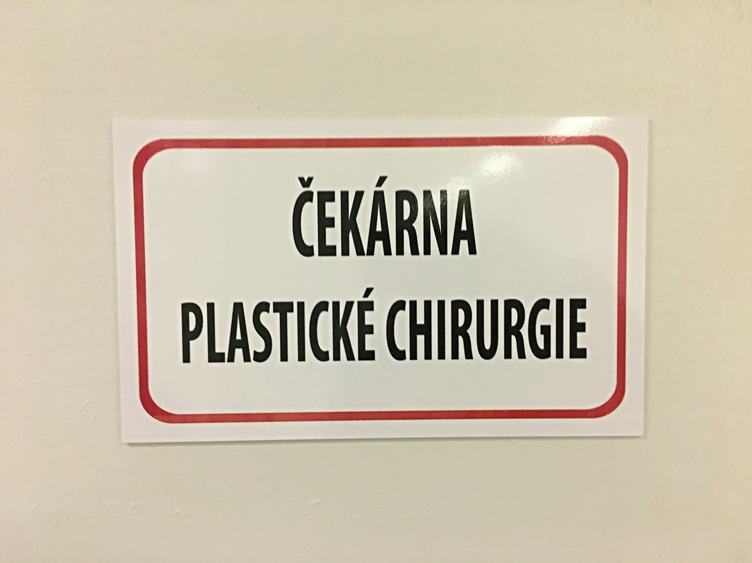 ČEKÁRNA
PLASTICKÉ CHIRURGIE